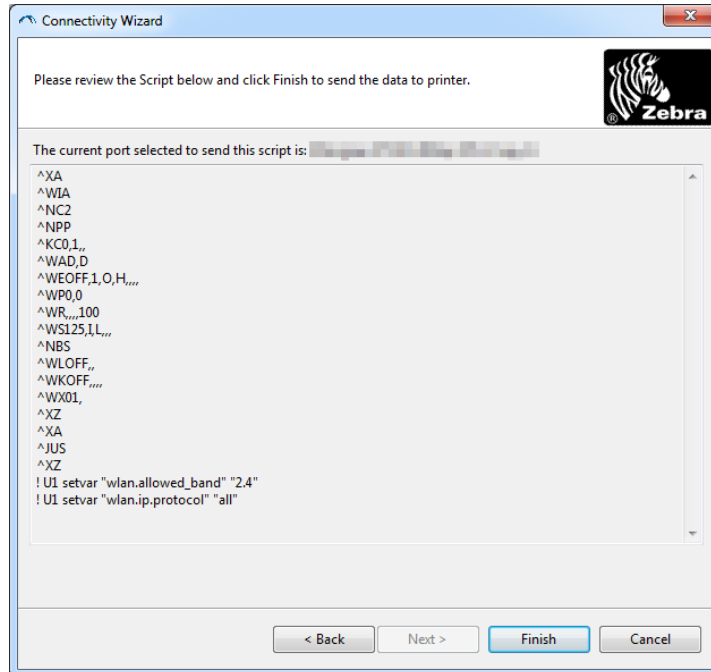 Connectivity Wizard
Please review the Script below and click Finish to send the data to printer.
Zebra
The current port selected to send this script is:
^XA
^WIA
^NC2
^NPP
^KC0,1,,
^WAD,D
^WEOFF,1,O,H,,,,
^WP0,0
^WR,,,,100
^WS125,I,L,,,
^NBS
^WLOFF,,
^WKOFF,,,,
^WX01,
^XZ
^XA
^JUS
^XZ
! U1 setvar "wlan.allowed_band" "2.4"
! U1 setvar "wlan.ip.protocol" "all"
< Back
Next >
Finish
Cancel